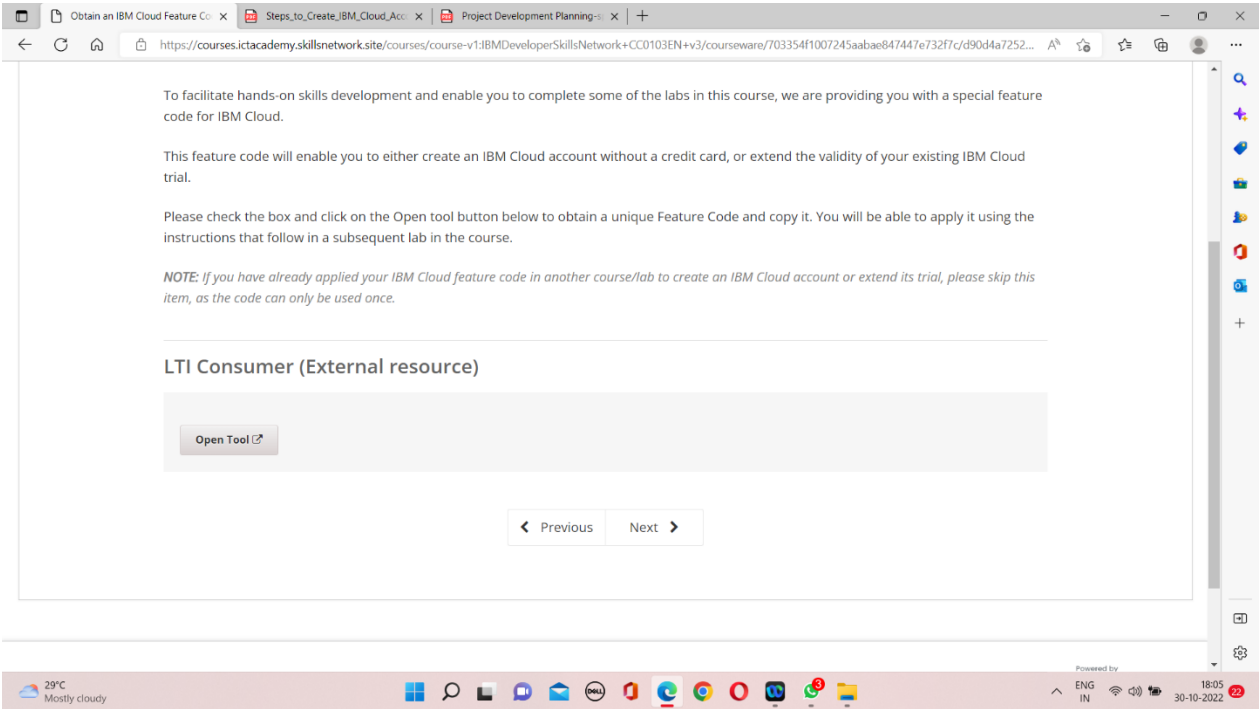 Obtain an IBM Cloud Feature Co
Steps_to_Create_IBM_Cloud_Acc
Project Development Planning-s
https://courses.ictacademy.skillsnetwork.site/courses/course-v1:IBMDeveloperSkillsNetwork+CC0103EN+v3/courseware/703354f1007245aabae847447e732f7c/d90d4a7252...
To facilitate hands-on skills development and enable you to complete some of the labs in this course, we are providing you with a special feature
code for IBM Cloud.
This feature code will enable you to either create an IBM Cloud account without a credit card, or extend the validity of your existing IBM Cloud
trial.
Please check the box and click on the Open tool button below to obtain a unique Feature Code and copy it. You will be able to apply it using the
instructions that follow in a subsequent lab in the course.
NOTE: If you have already applied your IBM Cloud feature code in another course/lab to create an IBM Cloud account or extend its trial, please skip this
item, as the code can only be used once.
LTI Consumer (External resource)
Open Tool
Previous
Next
Powered by
29°C
Mostly cloudy
DELL
3
ENG
IN
18:05
30-10-2022
22